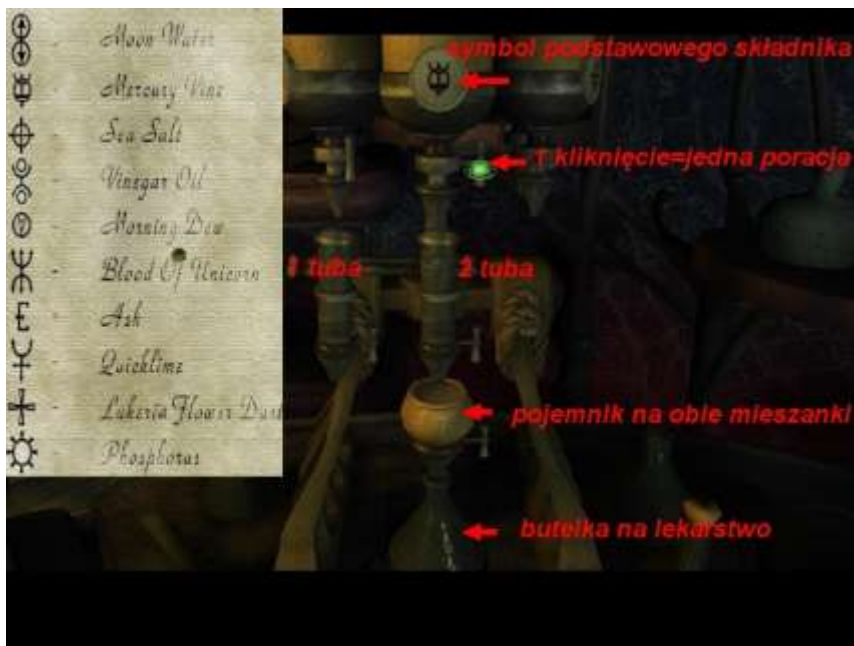 Moon Water
Mercury Vine
Sea Salt
Vinegar Oil
Morning Dew
Blood Of Unicorn
Ash
Quicklime
Lukeria Flower
Phosphorus
symbol podstawowego składnika
1 kliknięcie=jedna poracja
1 tuba
2 tuba
pojemnik na obie mieszanki
butelka na lekarstwo